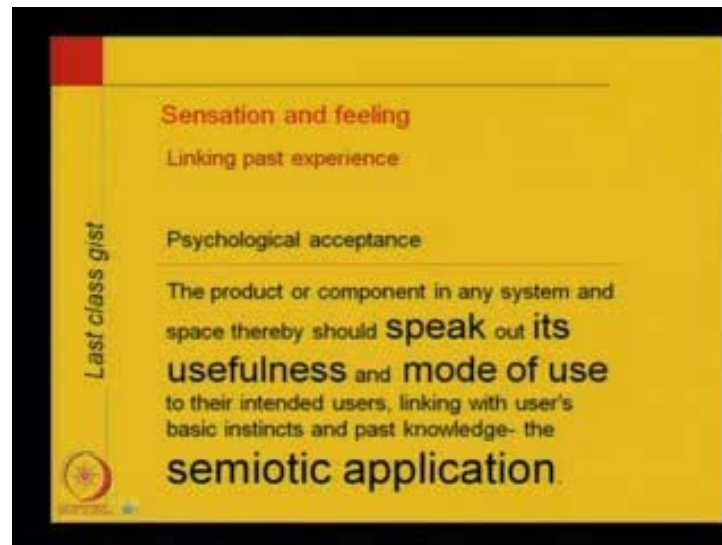 Sensation and feeling
Linking past experience
Last class gist
Psychological acceptance
The product or component in any system and
space thereby should speak out its
usefulness and mode of use
to their intended users, linking with user's
basic instincts and past knowledge- the
semiotic application.
NPTEL